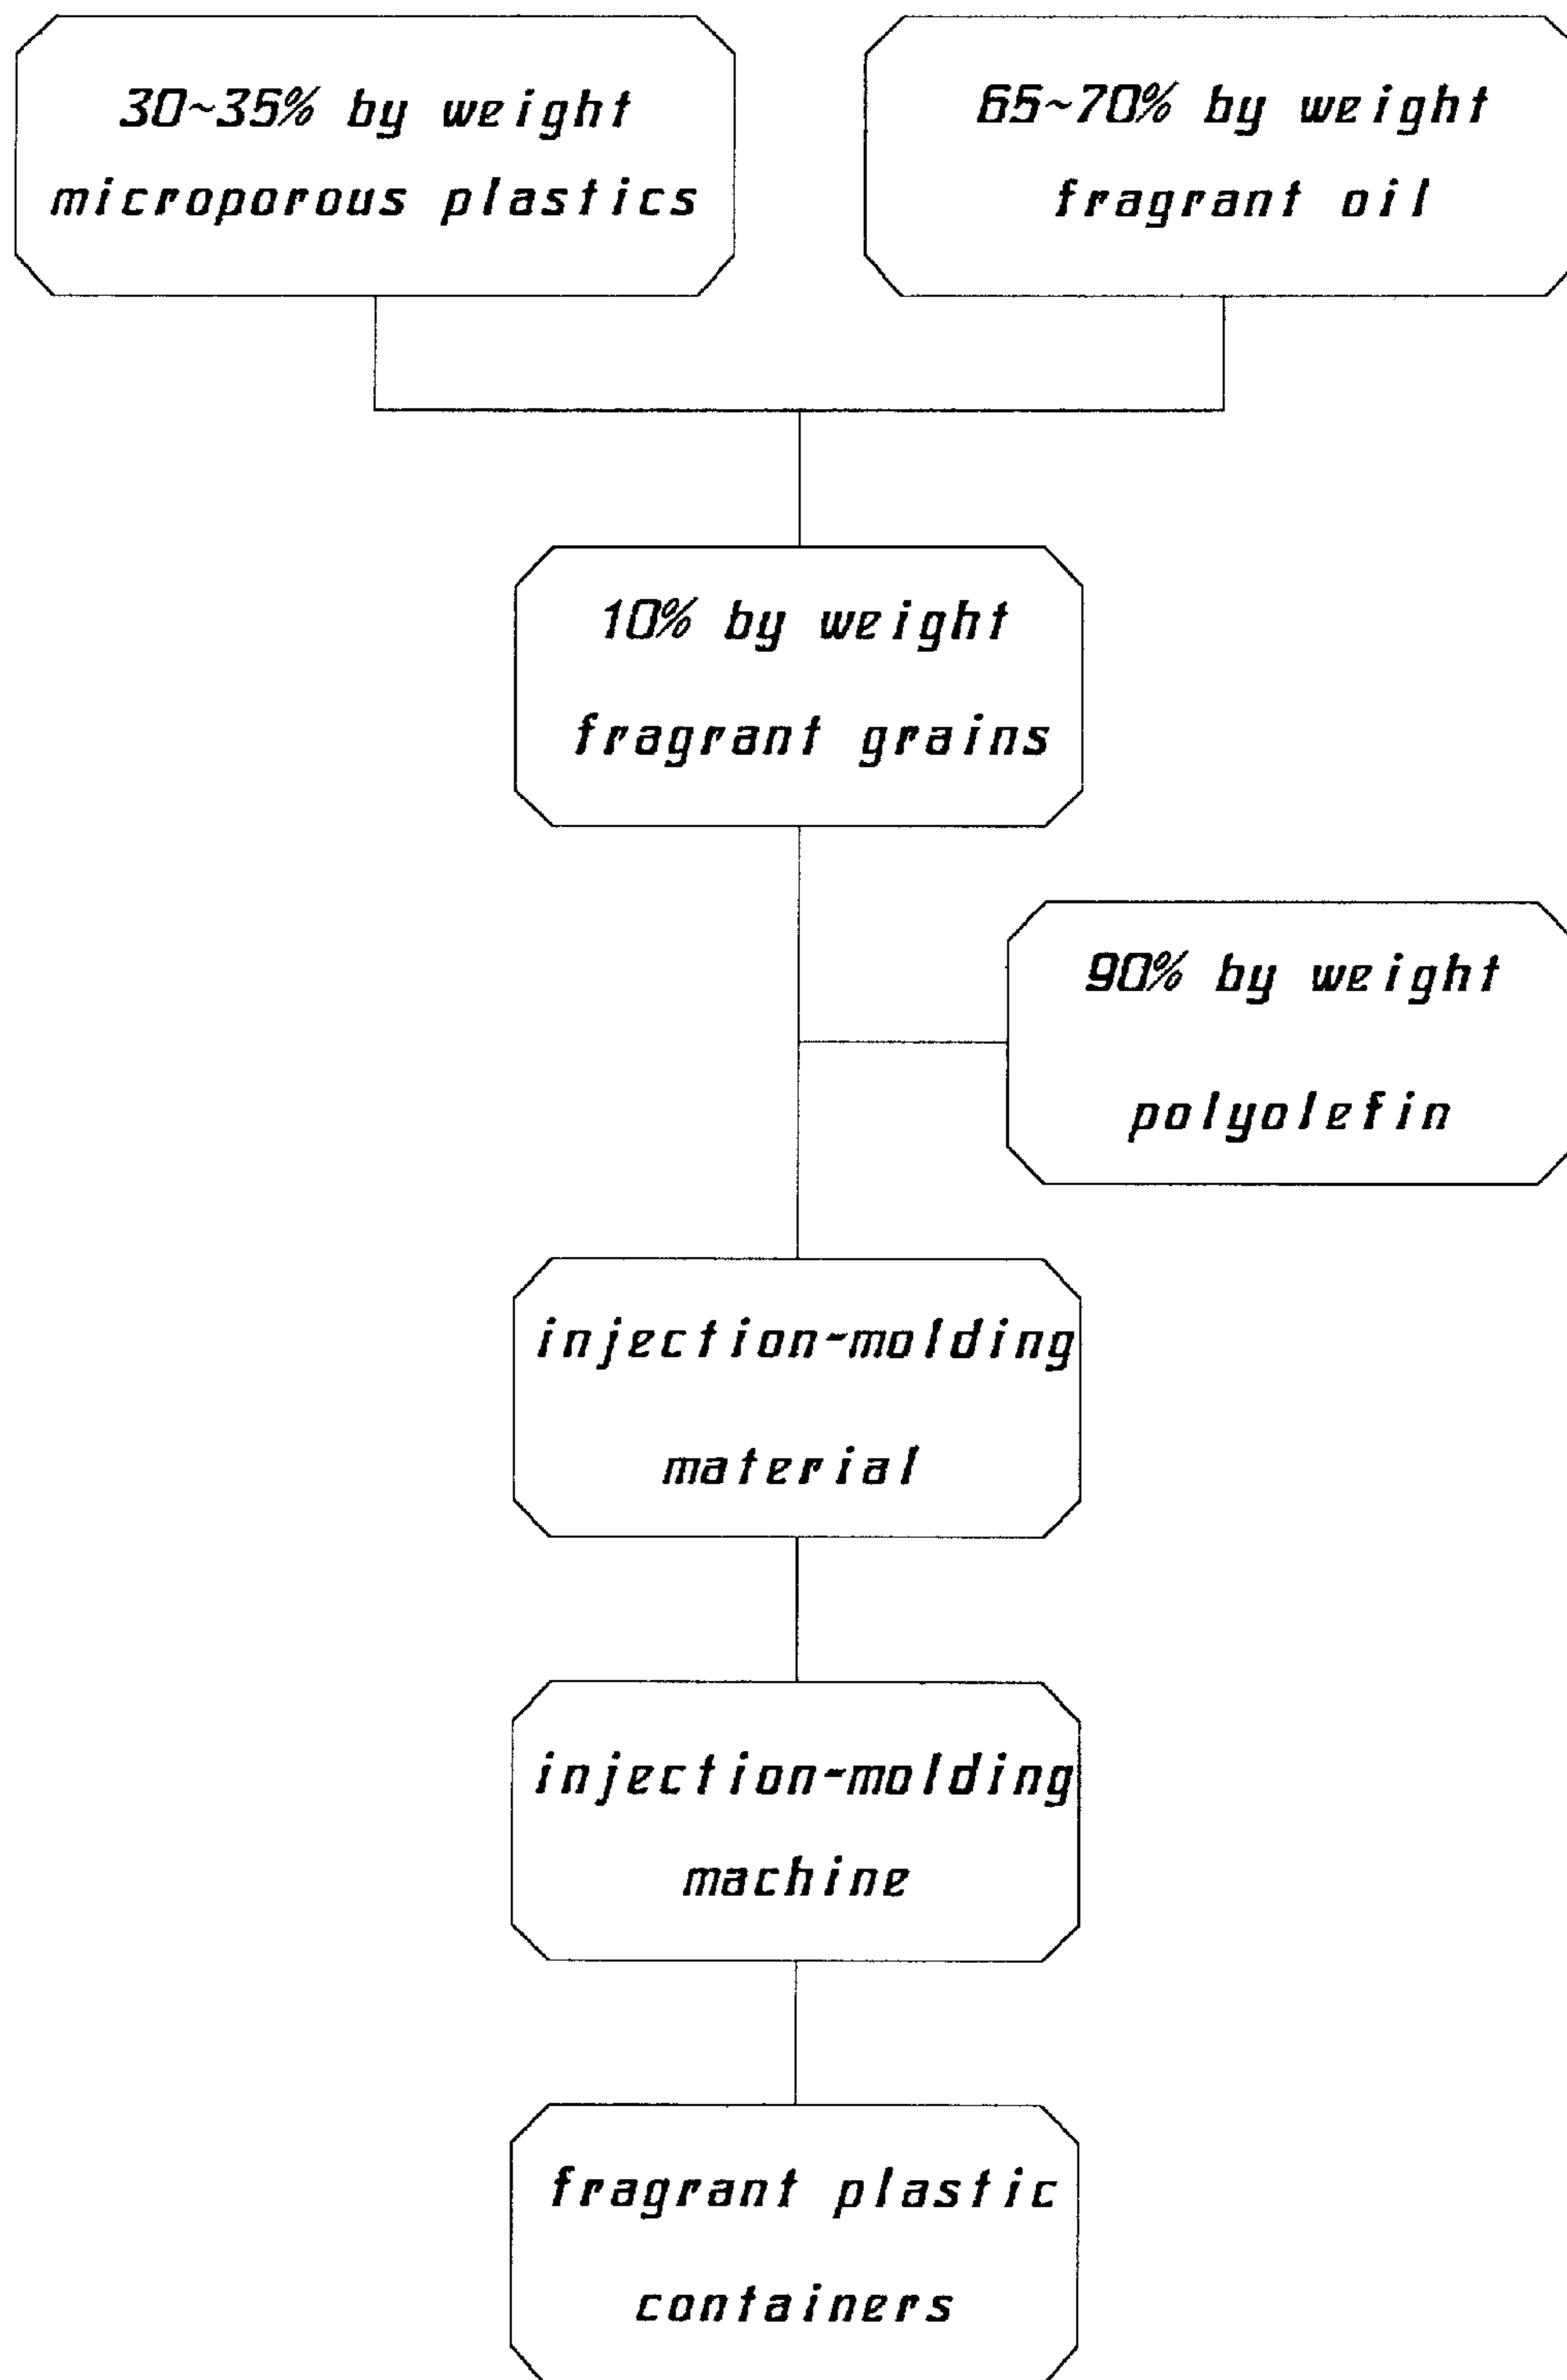 30~35% by weight
microporous plastics
65~70% by weight
fragrant oil
10% by weight
fragrant grains
90% by weight
polyolefin
injection-molding
material
injection-molding
machine
fragrant plastic
containers